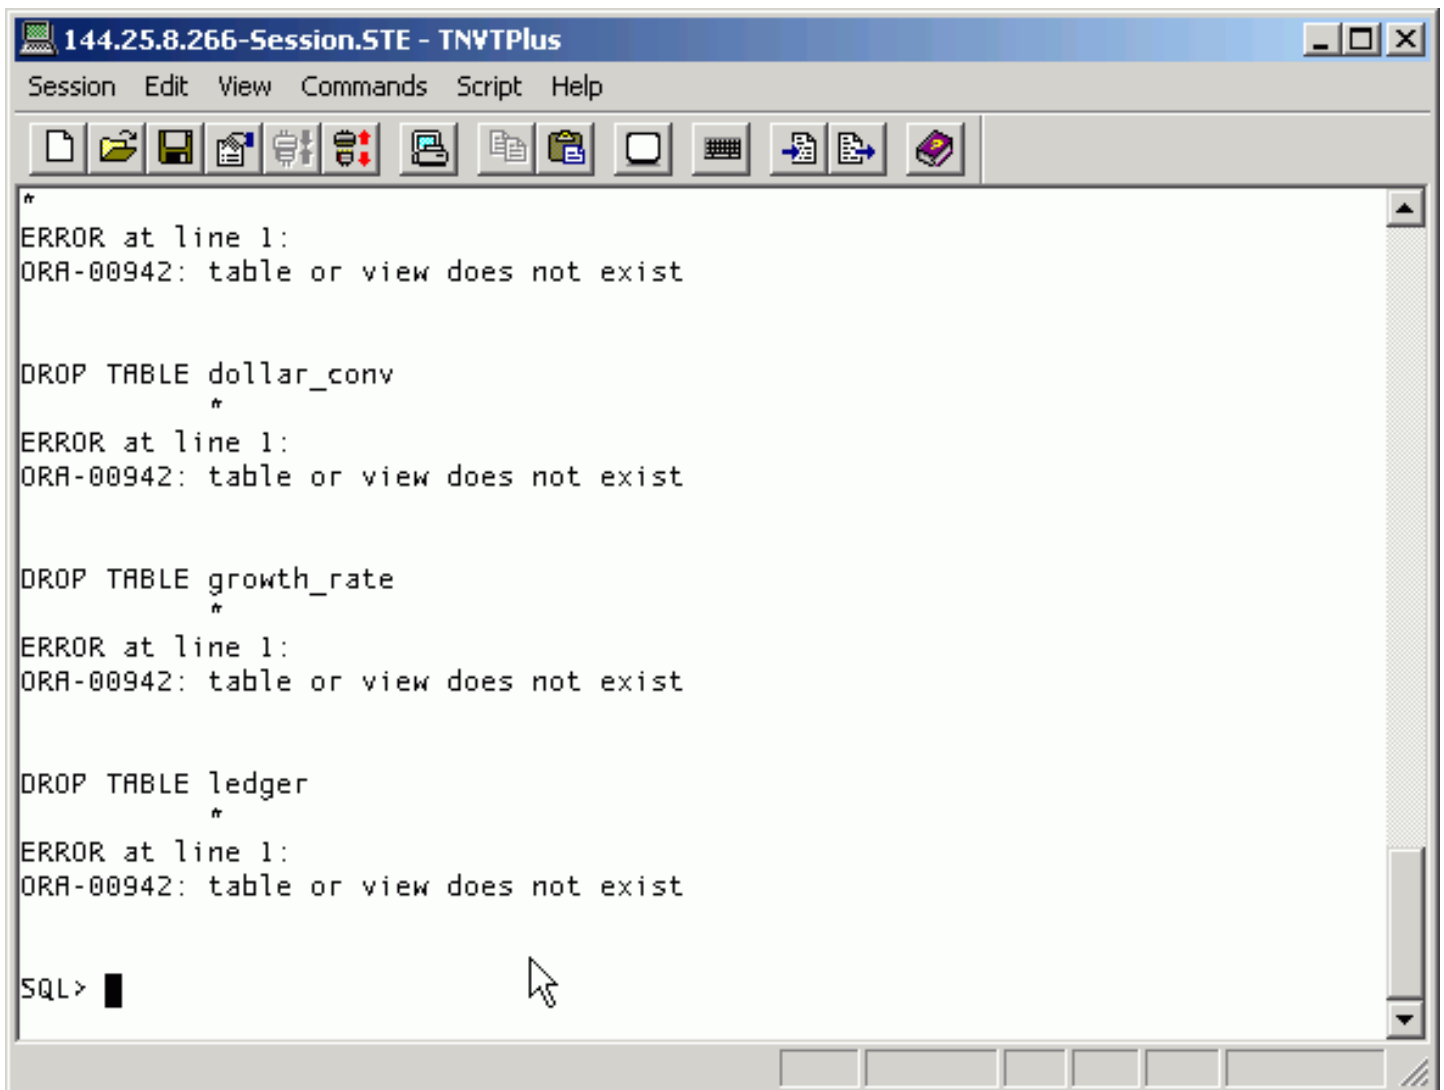 144.25.8.266-Session.STE - TNVTPlus
Session Edit View Commands Script Help
*
ERROR at line 1:
ORA-00942: table or view does not exist
DROP TABLE dollar_conv
*
ERROR at line 1:
ORA-00942: table or view does not exist
DROP TABLE growth_rate
*
ERROR at line 1:
ORA-00942: table or view does not exist
DROP TABLE ledger
*
ERROR at line 1:
ORA-00942: table or view does not exist
SQL>